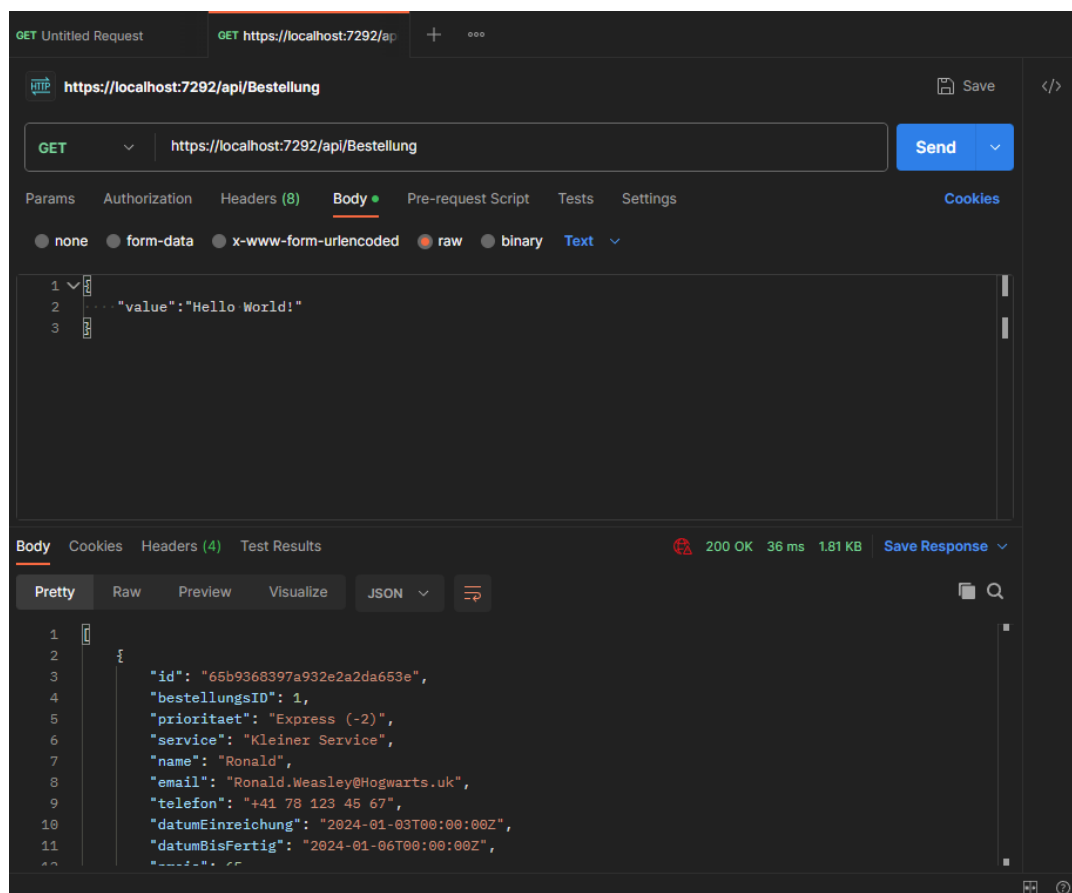 GET Untitled Request GET https://localhost:7292/ap
HTTP https://localhost:7292/api/Bestellung Save
GET https://localhost:7292/api/Bestellung Send
Params Authorization Headers (8) Body Pre-request Script Tests Settings Cookies
none form-data x-www-form-urlencoded raw binary Text
1 {
2 ····"value":"Hello·World!"
3 }
Body Cookies Headers (4) Test Results 200 OK 36 ms 1.81 KB Save Response
Pretty Raw Preview Visualize JSON
1 [
2 {
3 "id": "65b9368397a932e2a2da653e",
4 "bestellungsID": 1,
5 "prioritaet": "Express (-2)",
6 "service": "Kleiner Service",
7 "name": "Ronald",
8 "email": "Ronald.Weasley@Hogwarts.uk",
9 "telefon": "+41 78 123 45 67",
10 "datumEinreichung": "2024-01-03T00:00:00Z",
11 "datumBisFertig": "2024-01-06T00:00:00Z",